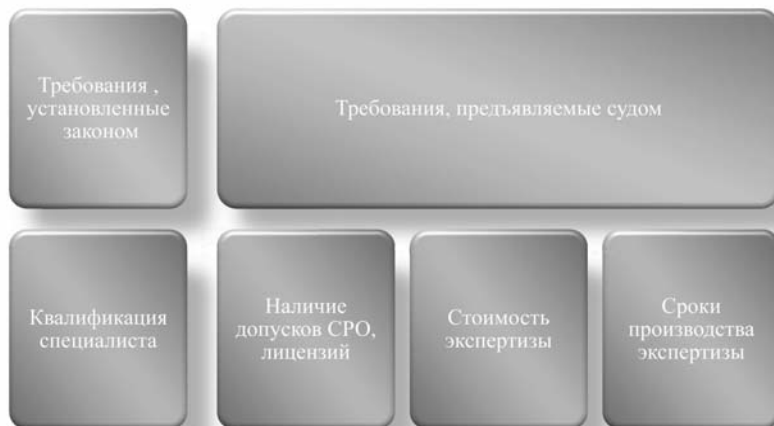 Требования ,
установленные
законом
Требования, предъявляемые судом
Квалификация
специалиста
Наличие
допусков СРО,
лицензий
Стоимость
экспертизы
Сроки
производства
экспертизы